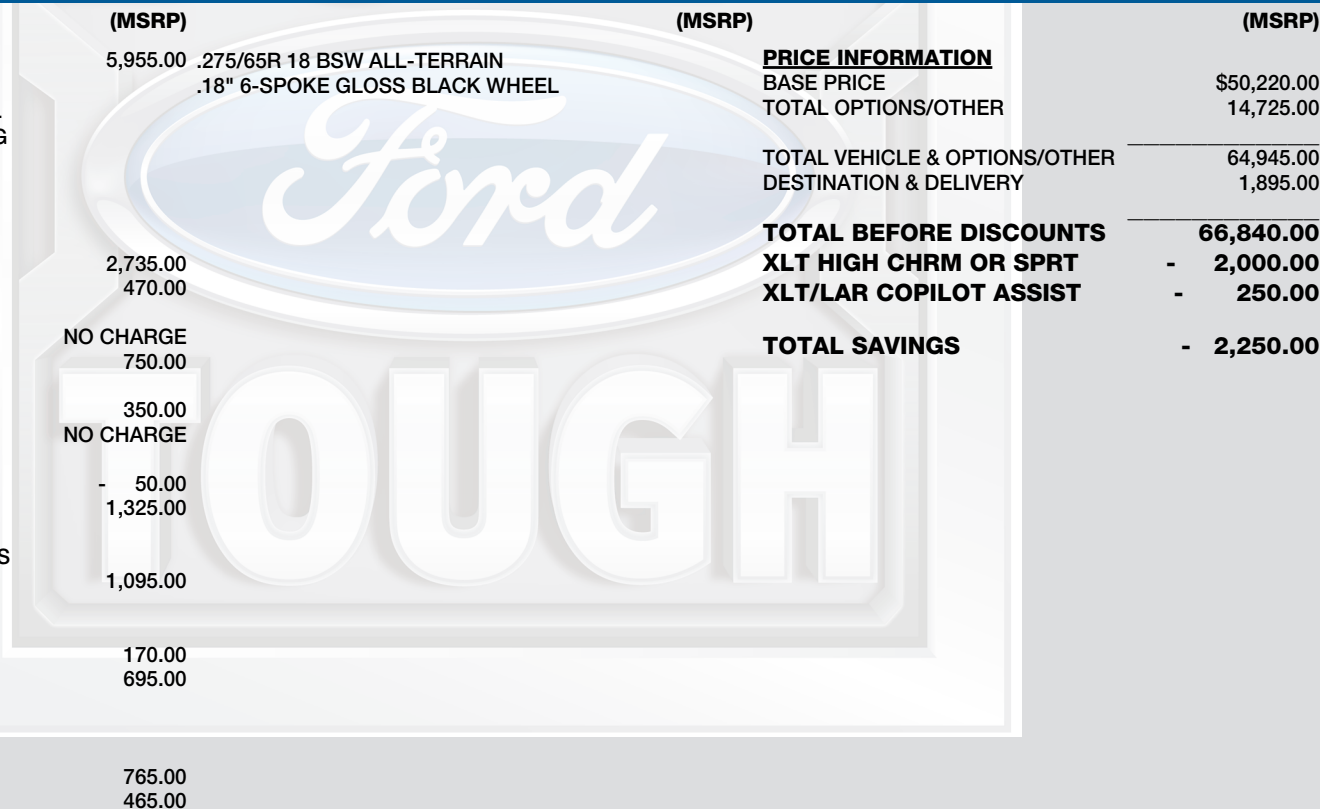 (MSRP) (MSRP) (MSRP)
5,955.00 .275/65R 18 BSW ALL-TERRAIN
.18" 6-SPOKE GLOSS BLACK WHEEL
G
2,735.00
470.00
NO CHARGE
750.00
350.00
NO CHARGE
- 50.00
1,325.00
S
1,095.00
170.00
695.00
765.00
465.00
PRICE INFORMATION
BASE PRICE $50,220.00
TOTAL OPTIONS/OTHER 14,725.00
TOTAL VEHICLE & OPTIONS/OTHER 64,945.00
DESTINATION & DELIVERY 1,895.00
TOTAL BEFORE DISCOUNTS 66,840.00
XLT HIGH CHRM OR SPRT - 2,000.00
XLT/LAR COPILOT ASSIST - 250.00
TOTAL SAVINGS - 2,250.00
Ford
TOUGH